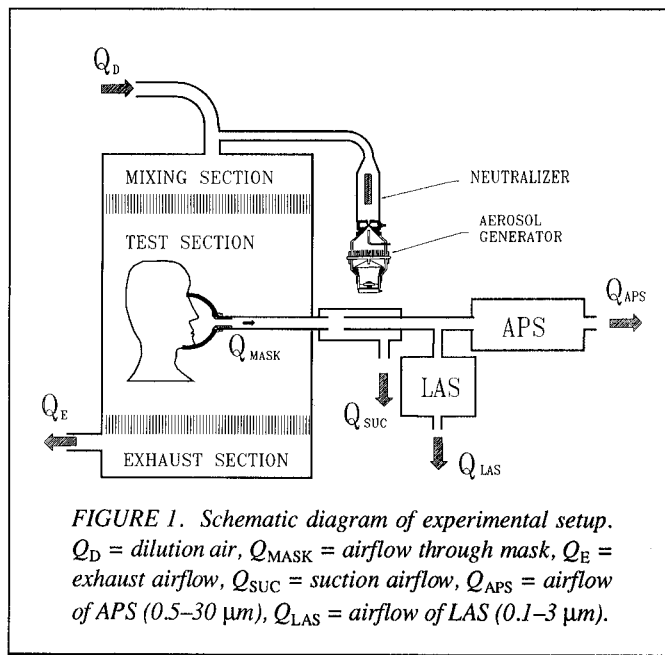 Q_D
MIXING SECTION
NEUTRALIZER
AEROSOL
GENERATOR
TEST SECTION
Q_APS
APS
Q_MASK
LAS
Q_E
Q_SUC
EXHAUST SECTION
Q_LAS
FIGURE 1. Schematic diagram of experimental setup.
Q_D = dilution air, Q_MASK = airflow through mask, Q_E =
exhaust airflow, Q_SUC = suction airflow, Q_APS = airflow
of APS (0.5–30 μm), Q_LAS = airflow of LAS (0.1–3 μm).